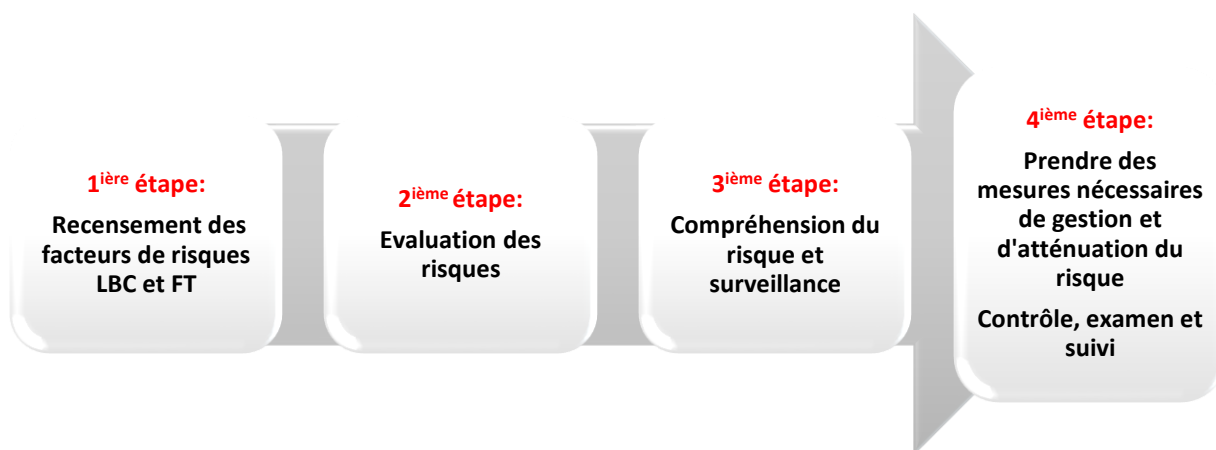 1ière étape:
Recensement des
facteurs de risques
LBC et FT
2ième étape:
Evaluation des
risques
3ième étape:
Compréhension du
risque et
surveillance
4ième étape:
Prendre des
mesures nécessaires
de gestion et
d'atténuation du
risque
Contrôle, examen et
suivi